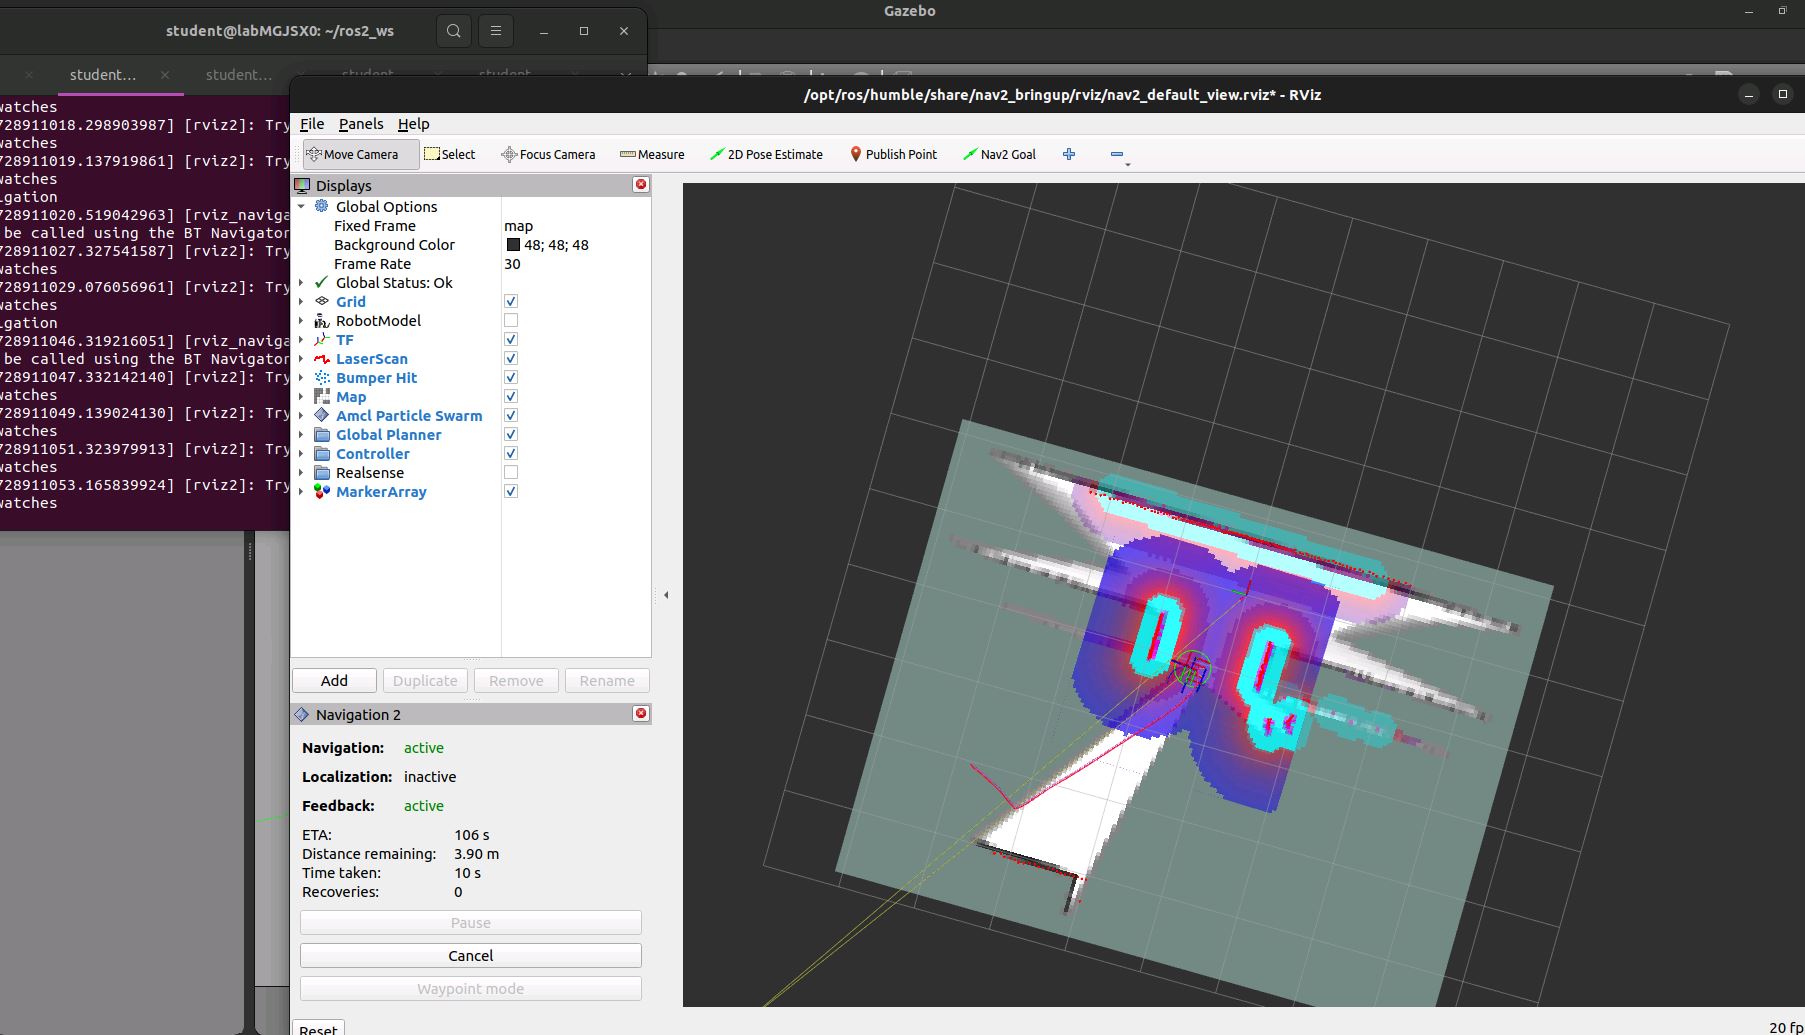 Gazebo
student@labMGJSX0: ~/ros2_ws
student... student... student... student...
watches
728911018.298903987] [rviz2]: Try
watches
728911019.137919861] [rviz2]: Try
watches
igation
728911020.519042963] [rviz_naviga
be called using the BT Navigator
728911027.327541587] [rviz2]: Try
watches
728911029.076056961] [rviz2]: Try
watches
igation
728911046.319216051] [rviz_naviga
be called using the BT Navigator
728911047.332142140] [rviz2]: Try
watches
728911049.139024130] [rviz2]: Try
watches
728911051.323979913] [rviz2]: Try
watches
728911053.165839924] [rviz2]: Try
watches
/opt/ros/humble/share/nav2_bringup/rviz/nav2_default_view.rviz* - RViz
File Panels Help
Move Camera Select Focus Camera Measure 2D Pose Estimate Publish Point Nav2 Goal
Displays
Global Options
Fixed Frame map
Background Color 48; 48; 48
Frame Rate 30
Global Status: Ok
Grid
RobotModel
TF
LaserScan
Bumper Hit
Map
Amcl Particle Swarm
Global Planner
Controller
Realsense
MarkerArray
Add Duplicate Remove Rename
Navigation 2
Navigation: active
Localization: inactive
Feedback: active
ETA: 106 s
Distance remaining: 3.90 m
Time taken: 10 s
Recoveries: 0
Pause
Cancel
Waypoint mode
Reset
20 fp